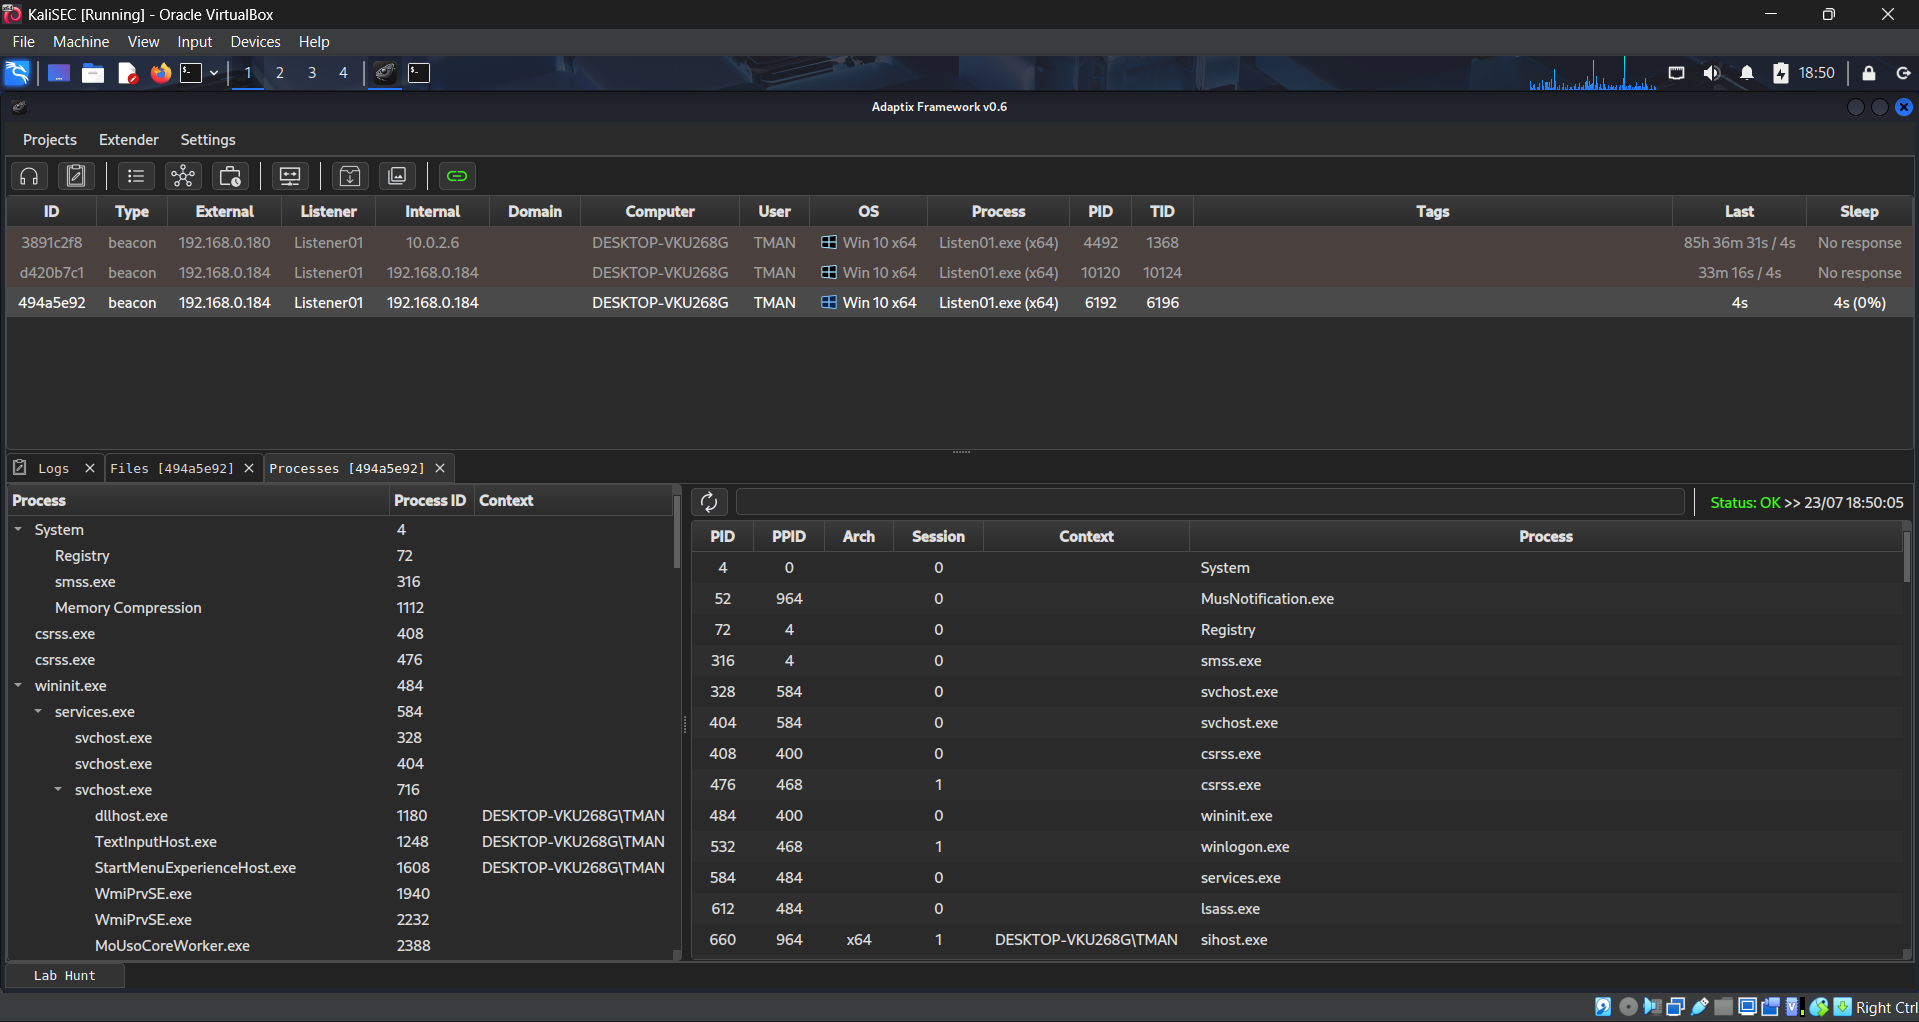 KaliSEC [Running] - Oracle VirtualBox
File Machine View Input Devices Help
1 2 3 4 18:50
Adaptix Framework v0.6
Projects Extender Settings
ID Type External Listener Internal Domain Computer User OS Process PID TID Tags Last Sleep
3891c2f8 beacon 192.168.0.180 Listener01 10.0.2.6 DESKTOP-VKU268G TMAN Win 10 x64 Listen01.exe (x64) 4492 1368 85h 36m 31s / 4s No response
d420b7c1 beacon 192.168.0.184 Listener01 192.168.0.184 DESKTOP-VKU268G TMAN Win 10 x64 Listen01.exe (x64) 10120 10124 33m 16s / 4s No response
494a5e92 beacon 192.168.0.184 Listener01 192.168.0.184 DESKTOP-VKU268G TMAN Win 10 x64 Listen01.exe (x64) 6192 6196 4s 4s (0%)
Logs Files [494a5e92] Processes [494a5e92]
Process Process ID Context
System 4
Registry 72
smss.exe 316
Memory Compression 1112
csrss.exe 408
csrss.exe 476
wininit.exe 484
services.exe 584
svchost.exe 328
svchost.exe 404
svchost.exe 716
dllhost.exe 1180 DESKTOP-VKU268G\TMAN
TextInputHost.exe 1248 DESKTOP-VKU268G\TMAN
StartMenuExperienceHost.exe 1608 DESKTOP-VKU268G\TMAN
WmiPrvSE.exe 1940
WmiPrvSE.exe 2232
MoUsoCoreWorker.exe 2388
Status: OK >> 23/07 18:50:05
PID PPID Arch Session Context Process
4 0 0 System
52 964 0 MusNotification.exe
72 4 0 Registry
316 4 0 smss.exe
328 584 0 svchost.exe
404 584 0 svchost.exe
408 400 0 csrss.exe
476 468 1 csrss.exe
484 400 0 wininit.exe
532 468 1 winlogon.exe
584 484 0 services.exe
612 484 0 lsass.exe
660 964 x64 1 DESKTOP-VKU268G\TMAN sihost.exe
Lab Hunt
Right Ctrl